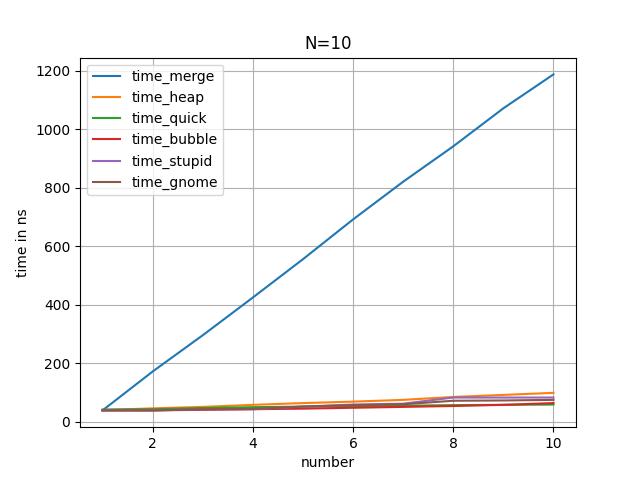 N=10
time in ns
1200
1000
800
600
400
200
0
time_merge
time_heap
time_quick
time_bubble
time_stupid
time_gnome
2 4 6 8 10
number